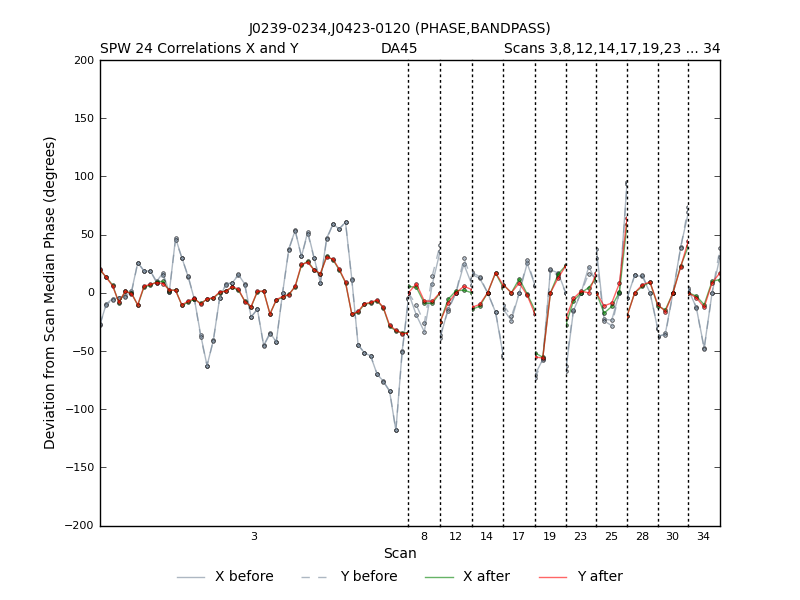 J0239-0234,J0423-0120 (PHASE,BANDPASS)
SPW 24 Correlations X and Y DA45 Scans 3,8,12,14,17,19,23 ... 34
200
150
100
50
0
−50
−100
−150
−200
Deviation from Scan Median Phase (degrees)
3 8 12 14 17 19 23 25 28 30 34
Scan
X before Y before X after Y after